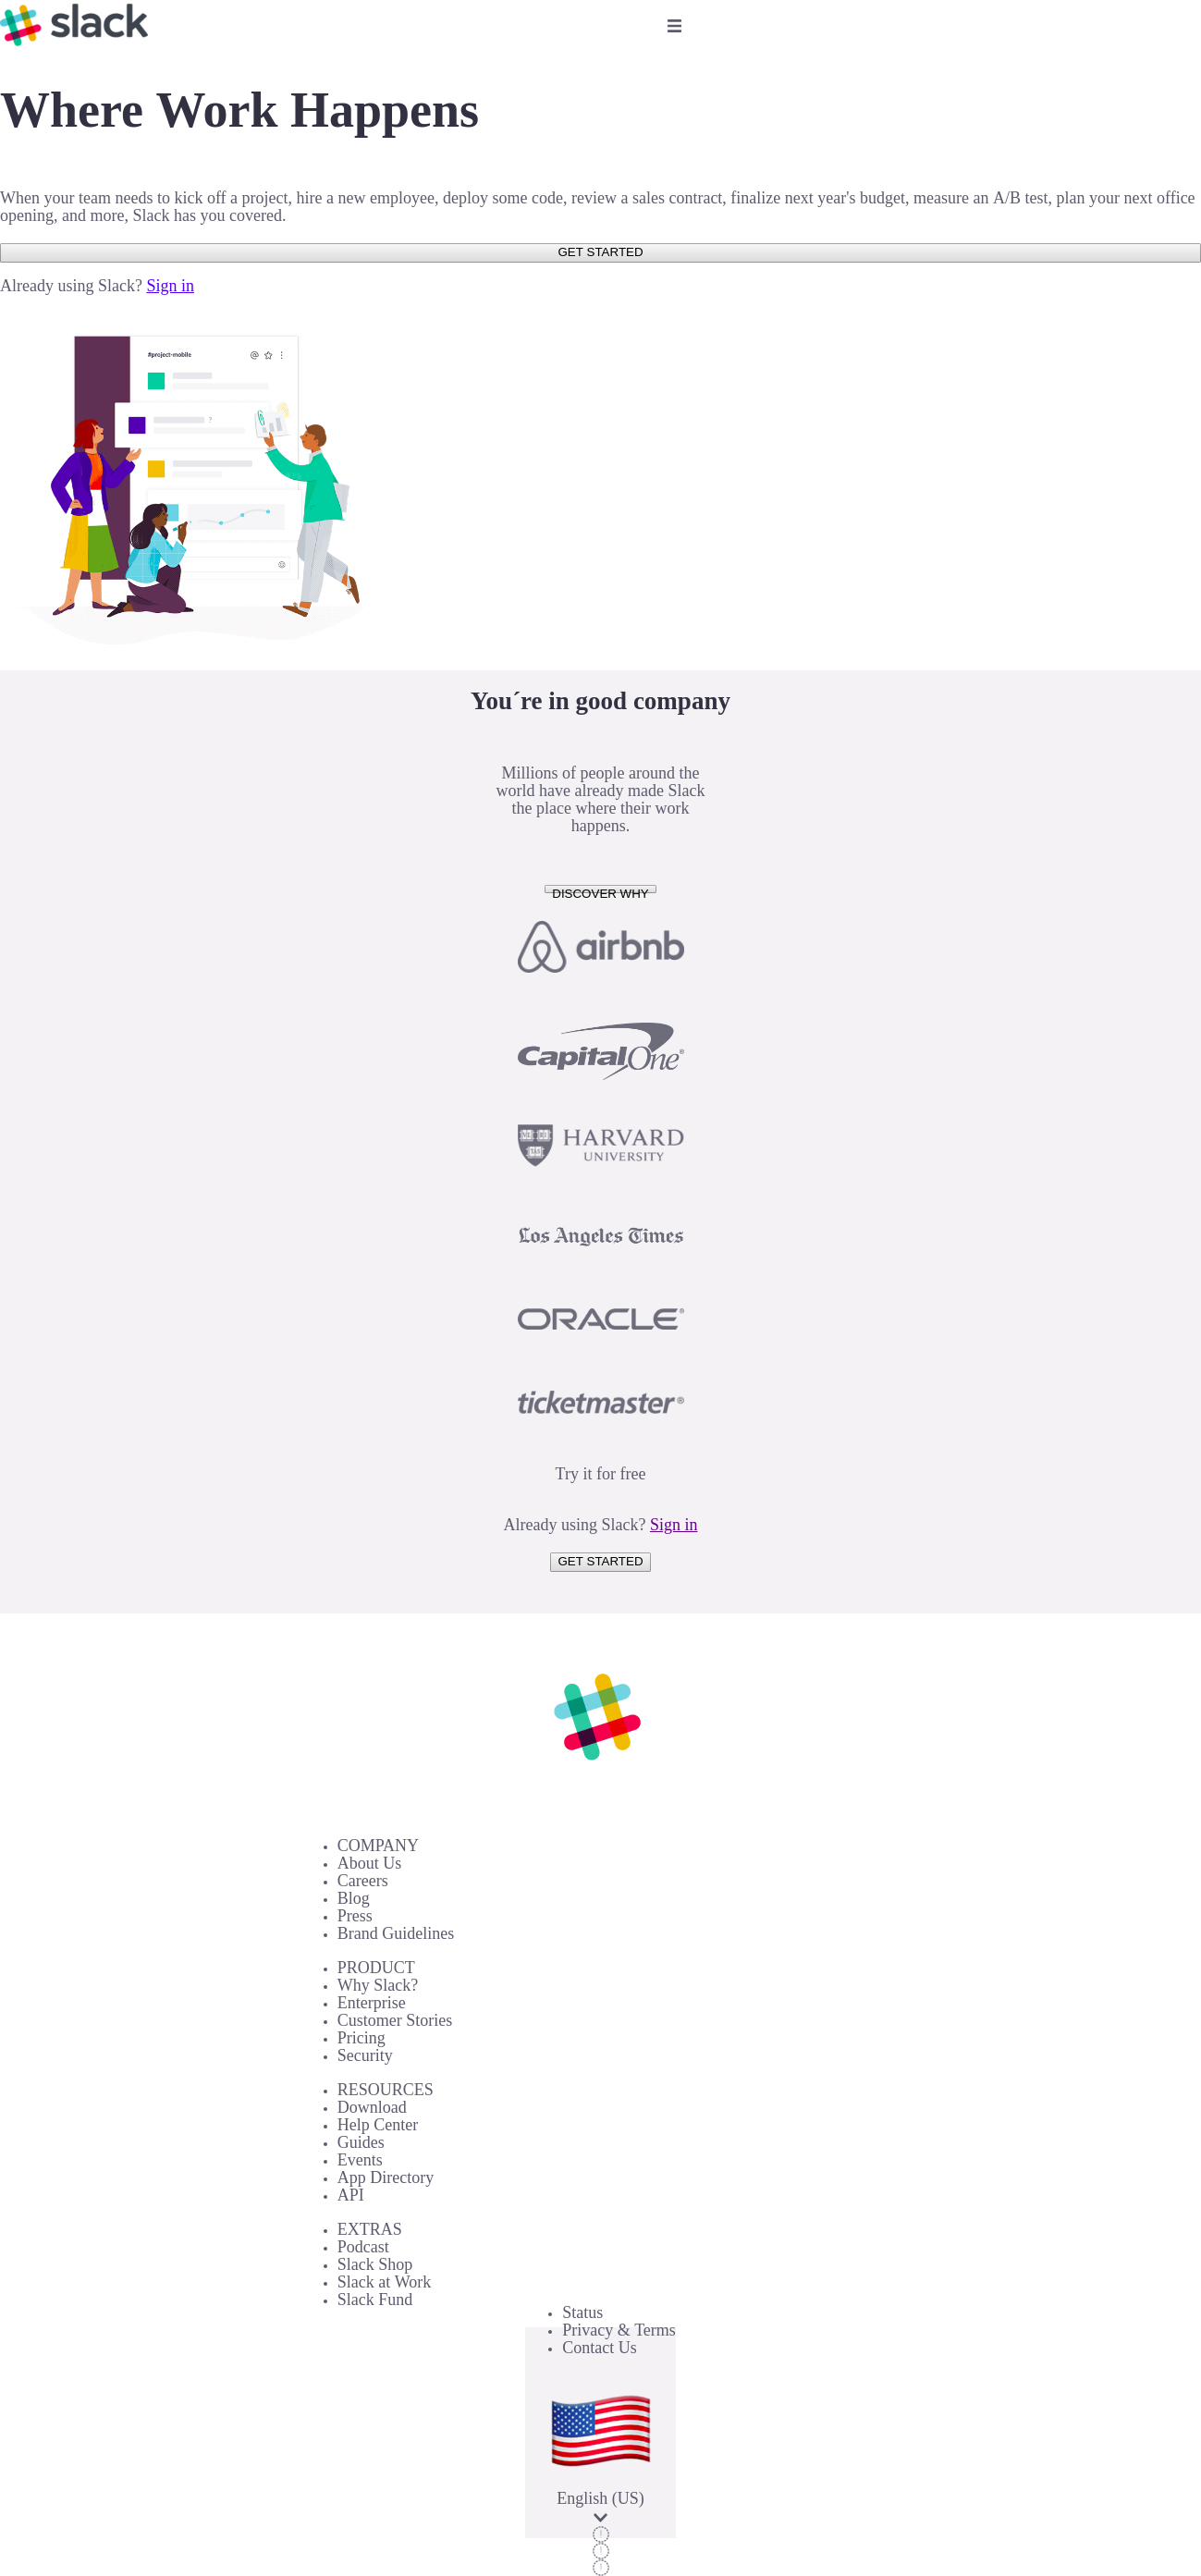 slack
Where Work Happens
When your team needs to kick off a project, hire a new employee, deploy some code, review a sales contract, finalize next year's budget, measure an A/B test, plan your next office
opening, and more, Slack has you covered.
GET STARTED
Already using Slack? Sign in
#project-mobile
?
You´re in good company
Millions of people around the
world have already made Slack
the place where their work
happens.
DISCOVER WHY
airbnb
Capital One®
HARVARD
UNIVERSITY
Los Angeles Times
ORACLE®
ticketmaster®
Try it for free
Already using Slack? Sign in
GET STARTED
COMPANY
About Us
Careers
Blog
Press
Brand Guidelines
PRODUCT
Why Slack?
Enterprise
Customer Stories
Pricing
Security
RESOURCES
Download
Help Center
Guides
Events
App Directory
API
EXTRAS
Podcast
Slack Shop
Slack at Work
Slack Fund
Status
Privacy & Terms
Contact Us
English (US)